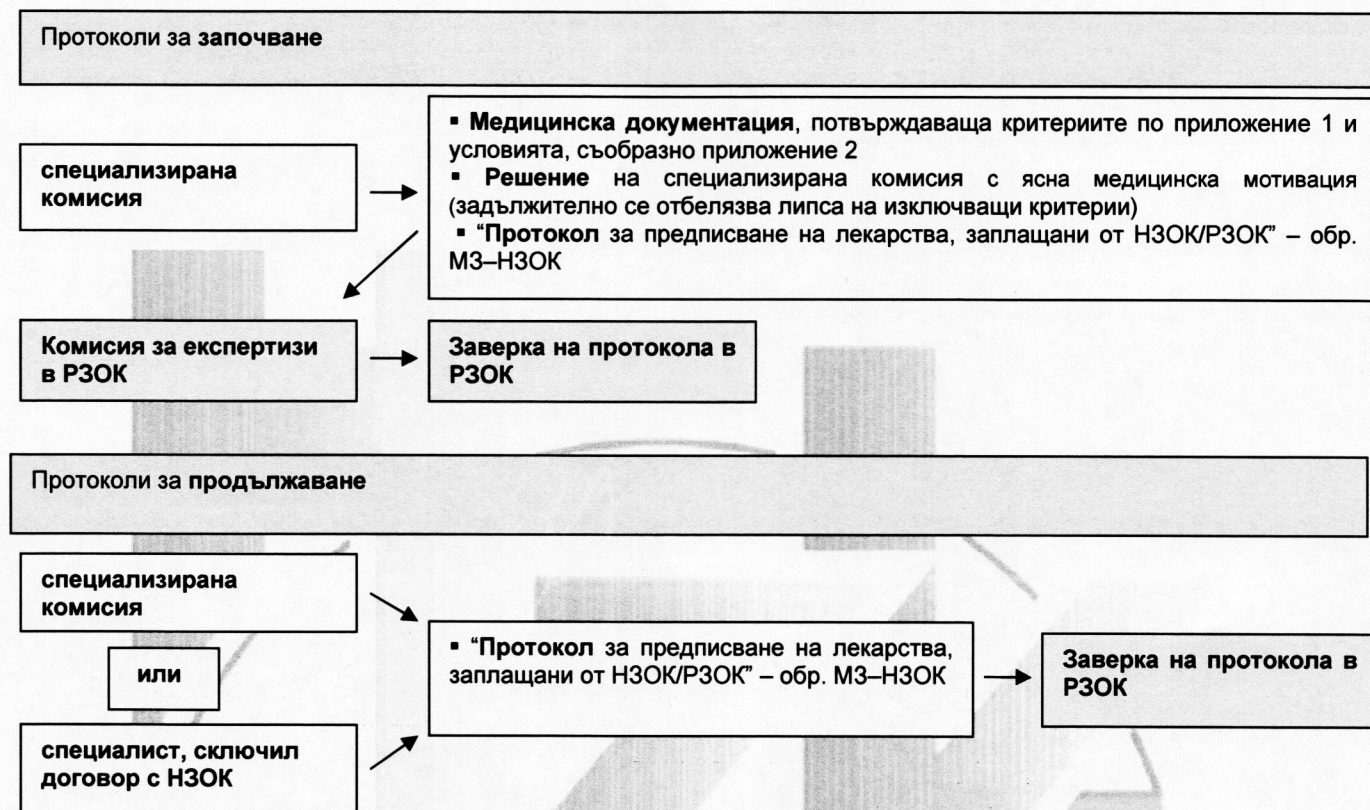 Протоколи за започване
специализирана
комисия
▪ Медицинска документация, потвърждаваща критериите по приложение 1 и
условията, съобразно приложение 2
▪ Решение на специализирана комисия с ясна медицинска мотивация
(задължително се отбелязва липса на изключващи критерии)
▪ “Протокол за предписване на лекарства, заплащани от НЗОК/РЗОК” – обр.
МЗ–НЗОК
Комисия за експертизи
в РЗОК
Заверка на протокола в
РЗОК
Протоколи за продължаване
специализирана
комисия
или
специалист, сключил
договор с НЗОК
▪ “Протокол за предписване на лекарства,
заплащани от НЗОК/РЗОК” – обр. МЗ–НЗОК
Заверка на протокола в
РЗОК